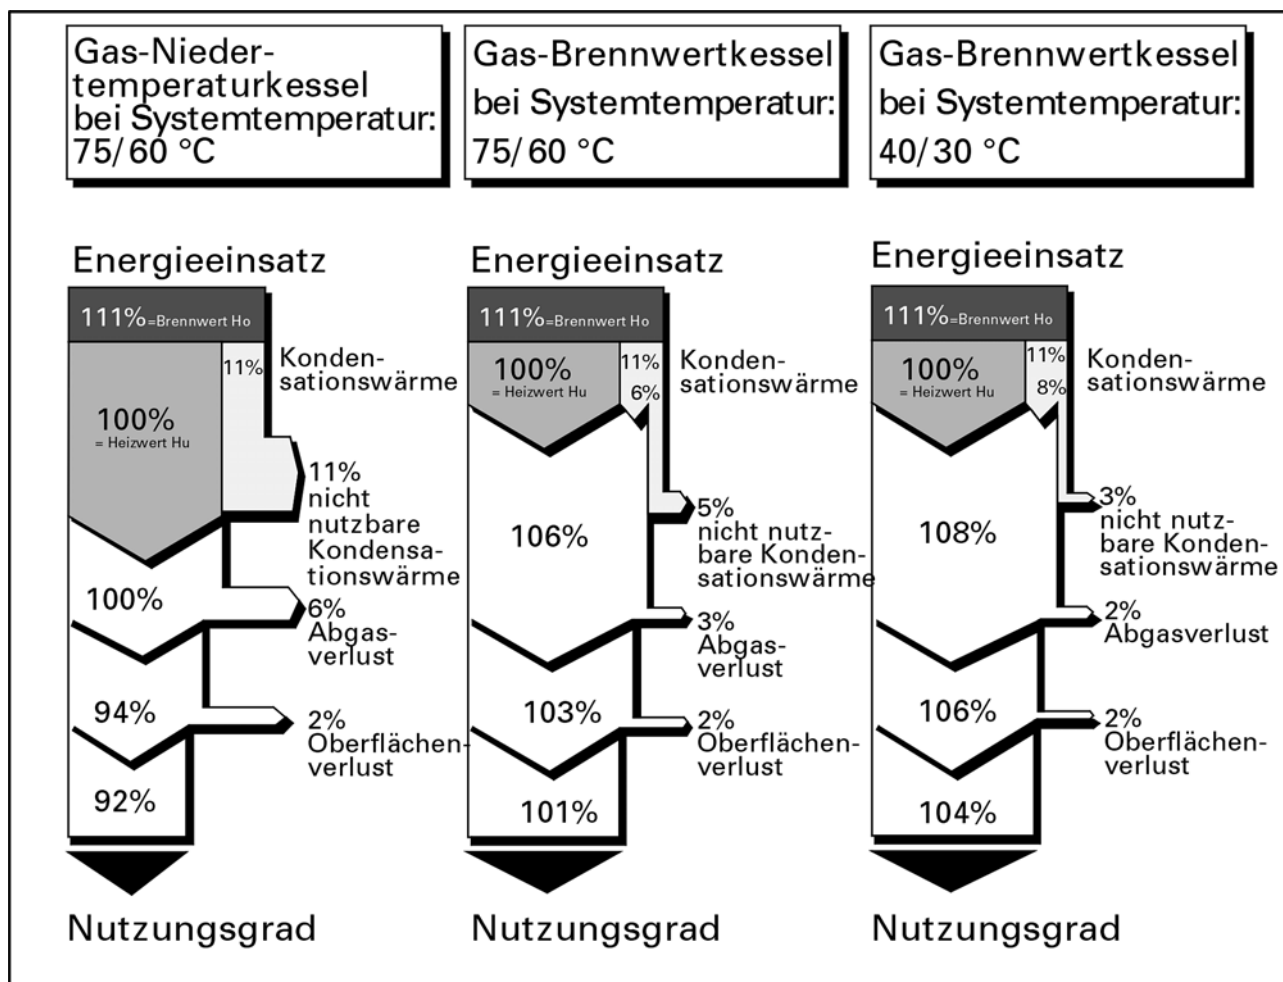 Gas-Nieder-
temperaturkessel
bei Systemtemperatur:
75/60 °C
Energieeinsatz
111%=Brennwert Ho
11%
Konden-
sationswärme
100%
= Heizwert Hu
11%
nicht
nutzbare
Kondensa-
tionswärme
100%
6%
Abgas-
verlust
94%
2%
Oberflächen-
verlust
92%
Nutzungsgrad
Gas-Brennwertkessel
bei Systemtemperatur:
75/60 °C
Energieeinsatz
111%=Brennwert Ho
100%
= Heizwert Hu
11%
6%
Konden-
sationswärme
5%
nicht nutz-
bare Konden-
sationswärme
106%
3%
Abgas-
verlust
103%
2%
Oberflächen-
verlust
101%
Nutzungsgrad
Gas-Brennwertkessel
bei Systemtemperatur:
40/30 °C
Energieeinsatz
111%=Brennwert Ho
100%
= Heizwert Hu
11%
8%
Konden-
sationswärme
3%
nicht nutz-
bare Konden-
sationswärme
108%
2%
Abgasverlust
106%
2%
Oberflächen-
verlust
104%
Nutzungsgrad